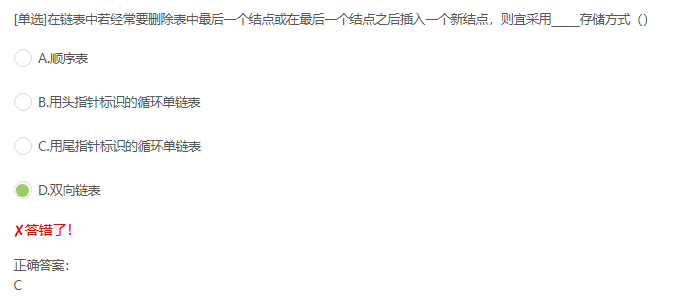 [单选]在链表中若经常要删除表中最后一个结点或在最后一个结点之后插入一个新结点，则宜采用____存储方式（）
A.顺序表
B.用头指针标识的循环单链表
C.用尾指针标识的循环单链表
D.双向链表
✗答错了！
正确答案：
C